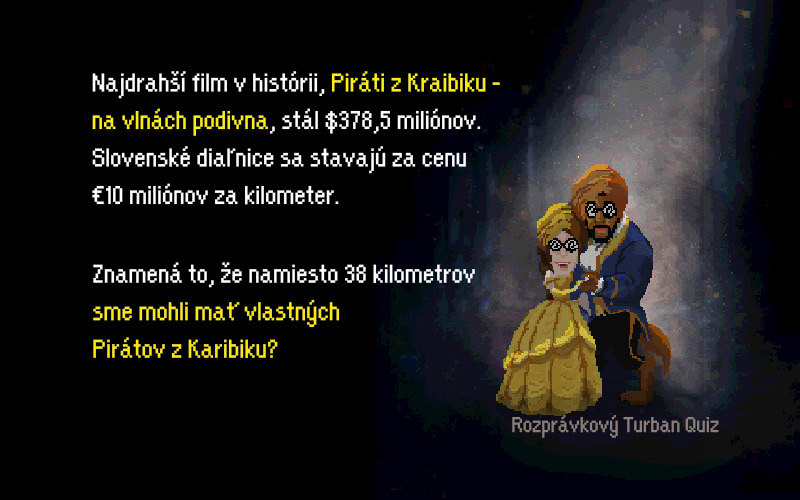 Najdrahší film v histórii, Piráti z Kraibiku -
na vlnách podivna, stál $378,5 miliónov.
Slovenské diaľnice sa stavajú za cenu
€10 miliónov za kilometer.
Znamená to, že namiesto 38 kilometrov
sme mohli mať vlastných
Pirátov z Karibiku?
Rozprávkový Turban Quiz